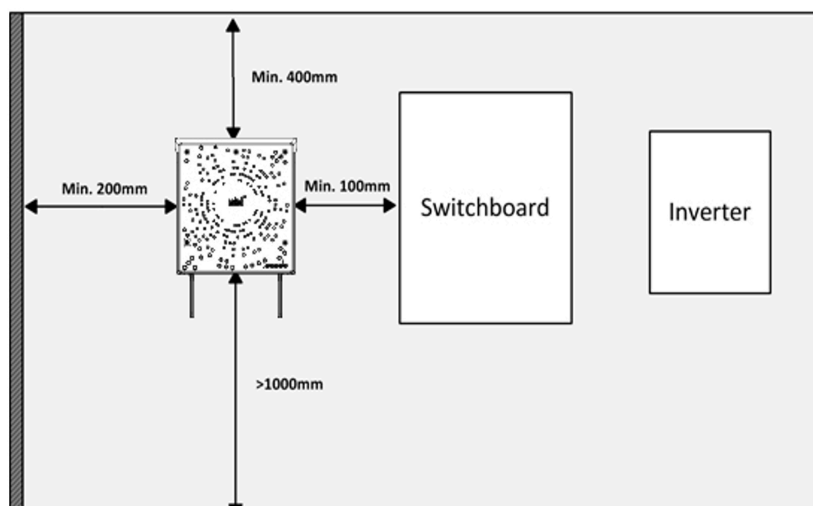 Min. 400mm
Min. 200mm
Min. 100mm
Switchboard
Inverter
>1000mm